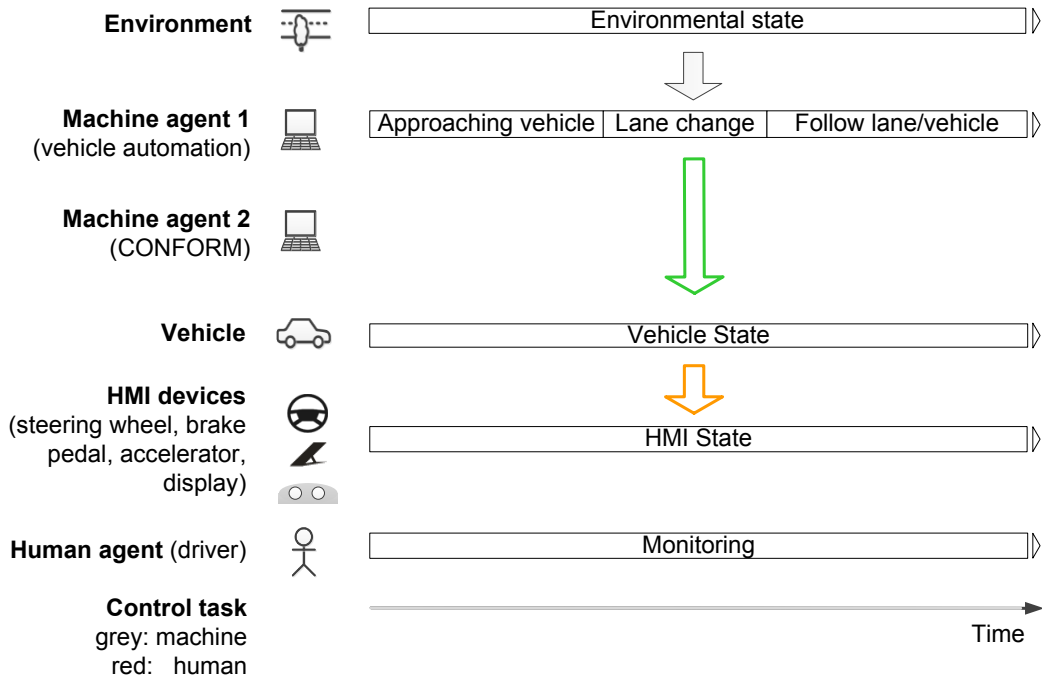 Environment
Environmental state
Machine agent 1
(vehicle automation)
Approaching vehicle
Lane change
Follow lane/vehicle
Machine agent 2
(CONFORM)
Vehicle
Vehicle State
HMI devices
(steering wheel, brake
pedal, accelerator,
display)
HMI State
Human agent (driver)
Monitoring
Control task
grey: machine
red: human
Time